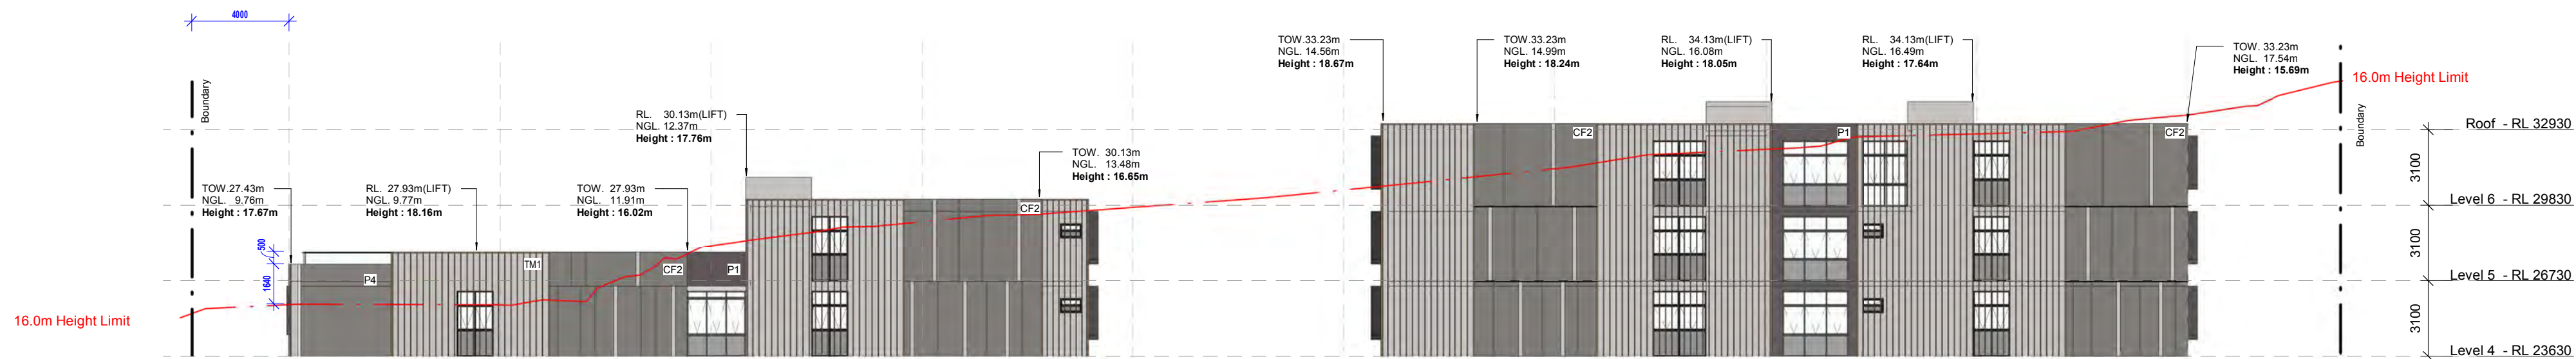 4000
Boundary
16.0m Height Limit
TOW.27.43m
NGL. 9.76m
Height : 17.67m
500
1640
P4
RL. 27.93m(LIFT)
NGL. 9.77m
Height : 18.16m
TM1
TOW. 27.93m
NGL. 11.91m
Height : 16.02m
CF2
P1
RL. 30.13m(LIFT)
NGL. 12.37m
Height : 17.76m
TOW. 30.13m
NGL. 13.48m
Height : 16.65m
CF2
TOW.33.23m
NGL. 14.56m
Height : 18.67m
TOW.33.23m
NGL. 14.99m
Height : 18.24m
CF2
RL. 34.13m(LIFT)
NGL. 16.08m
Height : 18.05m
P1
RL. 34.13m(LIFT)
NGL. 16.49m
Height : 17.64m
TOW. 33.23m
NGL. 17.54m
Height : 15.69m
CF2
16.0m Height Limit
Boundary
Roof - RL 32930
3100
Level 6 - RL 29830
3100
Level 5 - RL 26730
3100
Level 4 - RL 23630